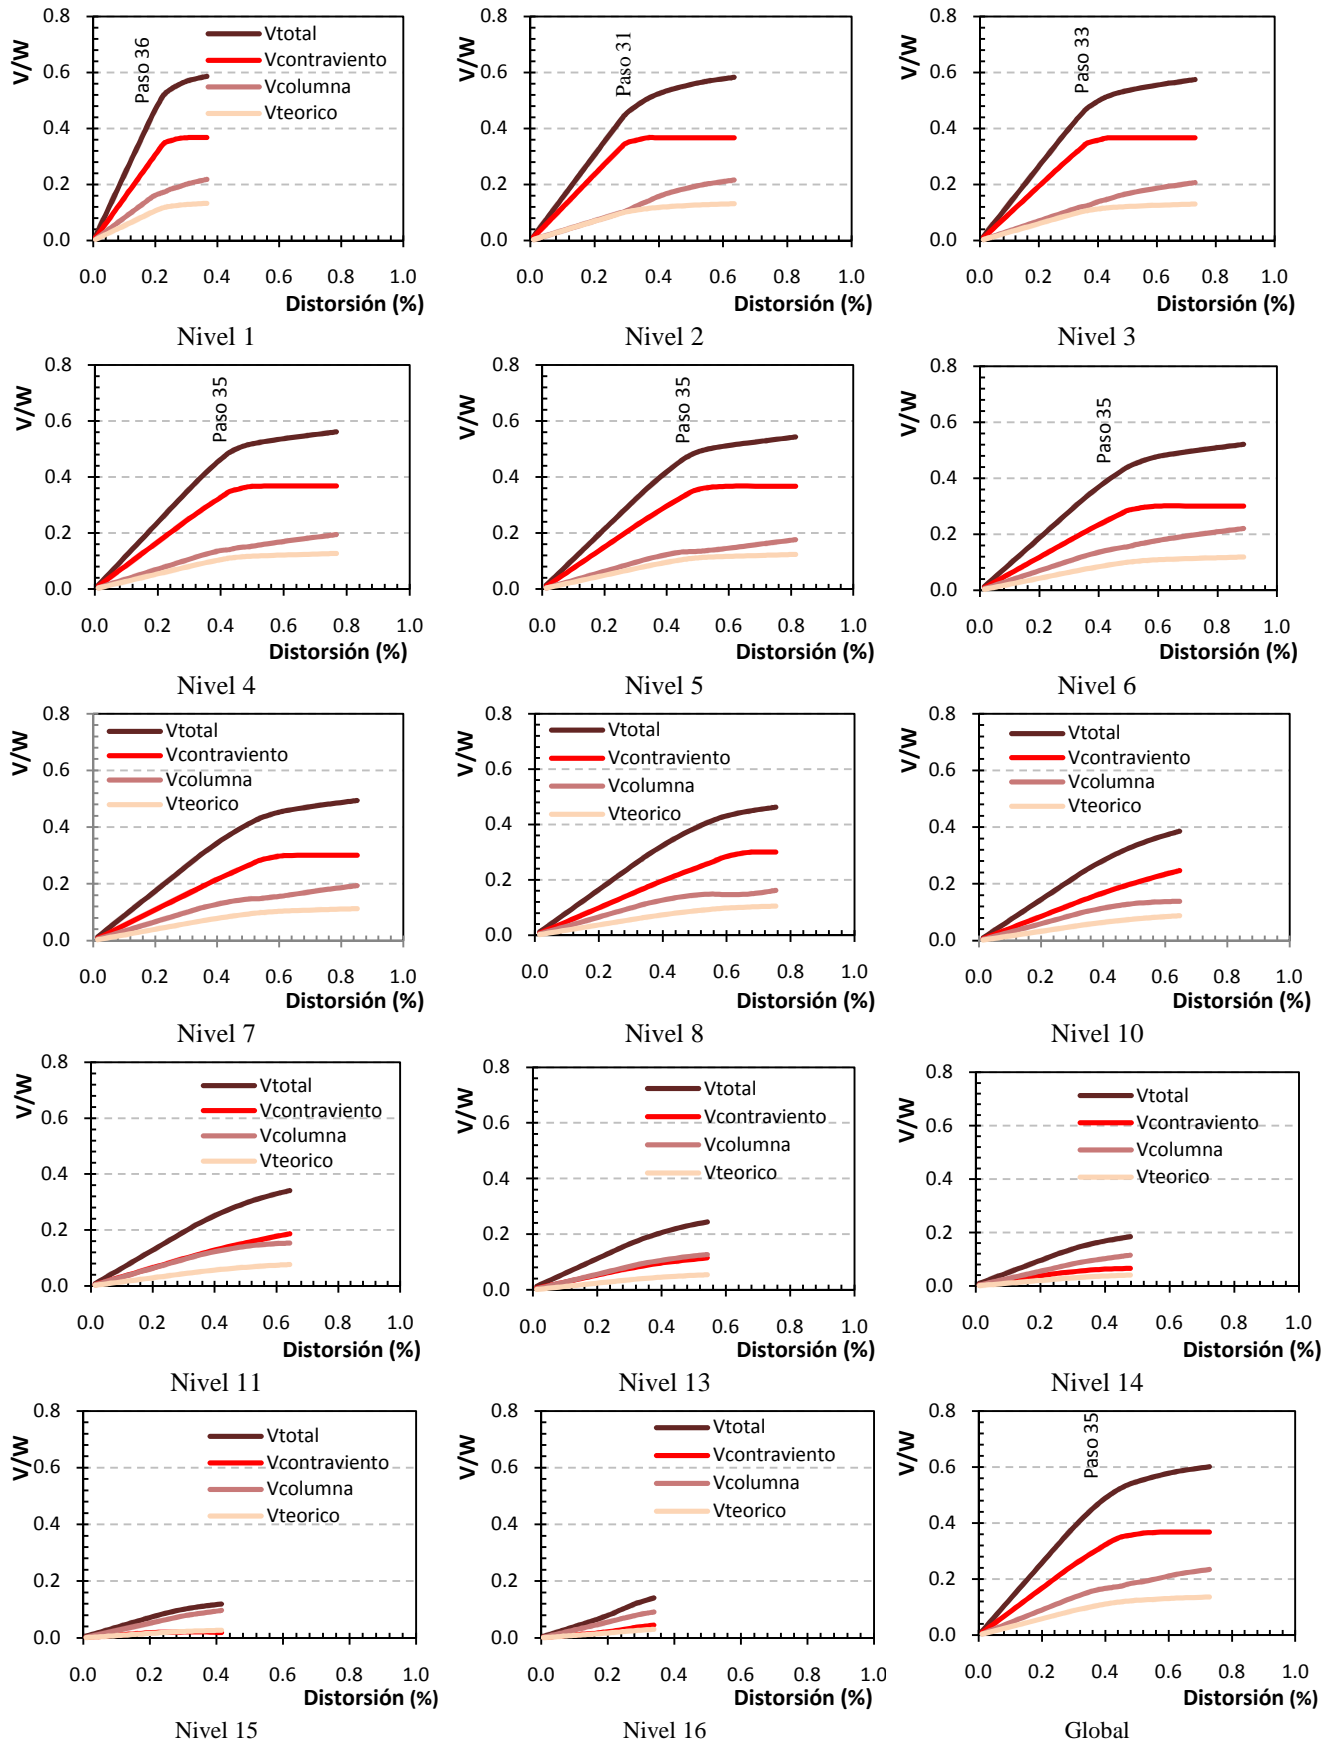 V/W
0.8
0.6
0.4
0.2
0.0
Paso 36
Vtotal
Vcontraviento
Vcolumna
Vteorico
0.0 0.2 0.4 0.6 0.8 1.0
Distorsión (%)
Nivel 1
V/W
0.8
0.6
0.4
0.2
0.0
Paso 31
0.0 0.2 0.4 0.6 0.8 1.0
Distorsión (%)
Nivel 2
V/W
0.8
0.6
0.4
0.2
0.0
Paso 33
0.0 0.2 0.4 0.6 0.8 1.0
Distorsión (%)
Nivel 3
V/W
0.8
0.6
0.4
0.2
0.0
Paso 35
0.0 0.2 0.4 0.6 0.8 1.0
Distorsión (%)
Nivel 4
V/W
0.8
0.6
0.4
0.2
0.0
Paso 35
0.0 0.2 0.4 0.6 0.8 1.0
Distorsión (%)
Nivel 5
V/W
0.8
0.6
0.4
0.2
0.0
Paso 35
0.0 0.2 0.4 0.6 0.8 1.0
Distorsión (%)
Nivel 6
V/W
0.8
0.6
0.4
0.2
0.0
Vtotal
Vcontraviento
Vcolumna
Vteorico
0.0 0.2 0.4 0.6 0.8 1.0
Distorsión (%)
Nivel 7
V/W
0.8
0.6
0.4
0.2
0.0
Vtotal
Vcontraviento
Vcolumna
Vteorico
0.0 0.2 0.4 0.6 0.8 1.0
Distorsión (%)
Nivel 8
V/W
0.8
0.6
0.4
0.2
0.0
Vtotal
Vcontraviento
Vcolumna
Vteorico
0.0 0.2 0.4 0.6 0.8 1.0
Distorsión (%)
Nivel 10
V/W
0.8
0.6
0.4
0.2
0.0
Vtotal
Vcontraviento
Vcolumna
Vteorico
0.0 0.2 0.4 0.6 0.8 1.0
Distorsión (%)
Nivel 11
V/W
0.8
0.6
0.4
0.2
0.0
Vtotal
Vcontraviento
Vcolumna
Vteorico
0.0 0.2 0.4 0.6 0.8 1.0
Distorsión (%)
Nivel 13
V/W
0.8
0.6
0.4
0.2
0.0
Vtotal
Vcontraviento
Vcolumna
Vteorico
0.0 0.2 0.4 0.6 0.8 1.0
Distorsión (%)
Nivel 14
V/W
0.8
0.6
0.4
0.2
0.0
Vtotal
Vcontraviento
Vcolumna
Vteorico
0.0 0.2 0.4 0.6 0.8 1.0
Distorsión (%)
Nivel 15
V/W
0.8
0.6
0.4
0.2
0.0
Vtotal
Vcontraviento
Vcolumna
Vteorico
0.0 0.2 0.4 0.6 0.8 1.0
Distorsión (%)
Nivel 16
V/W
0.8
0.6
0.4
0.2
0.0
Paso 35
0.0 0.2 0.4 0.6 0.8 1.0
Distorsión (%)
Global